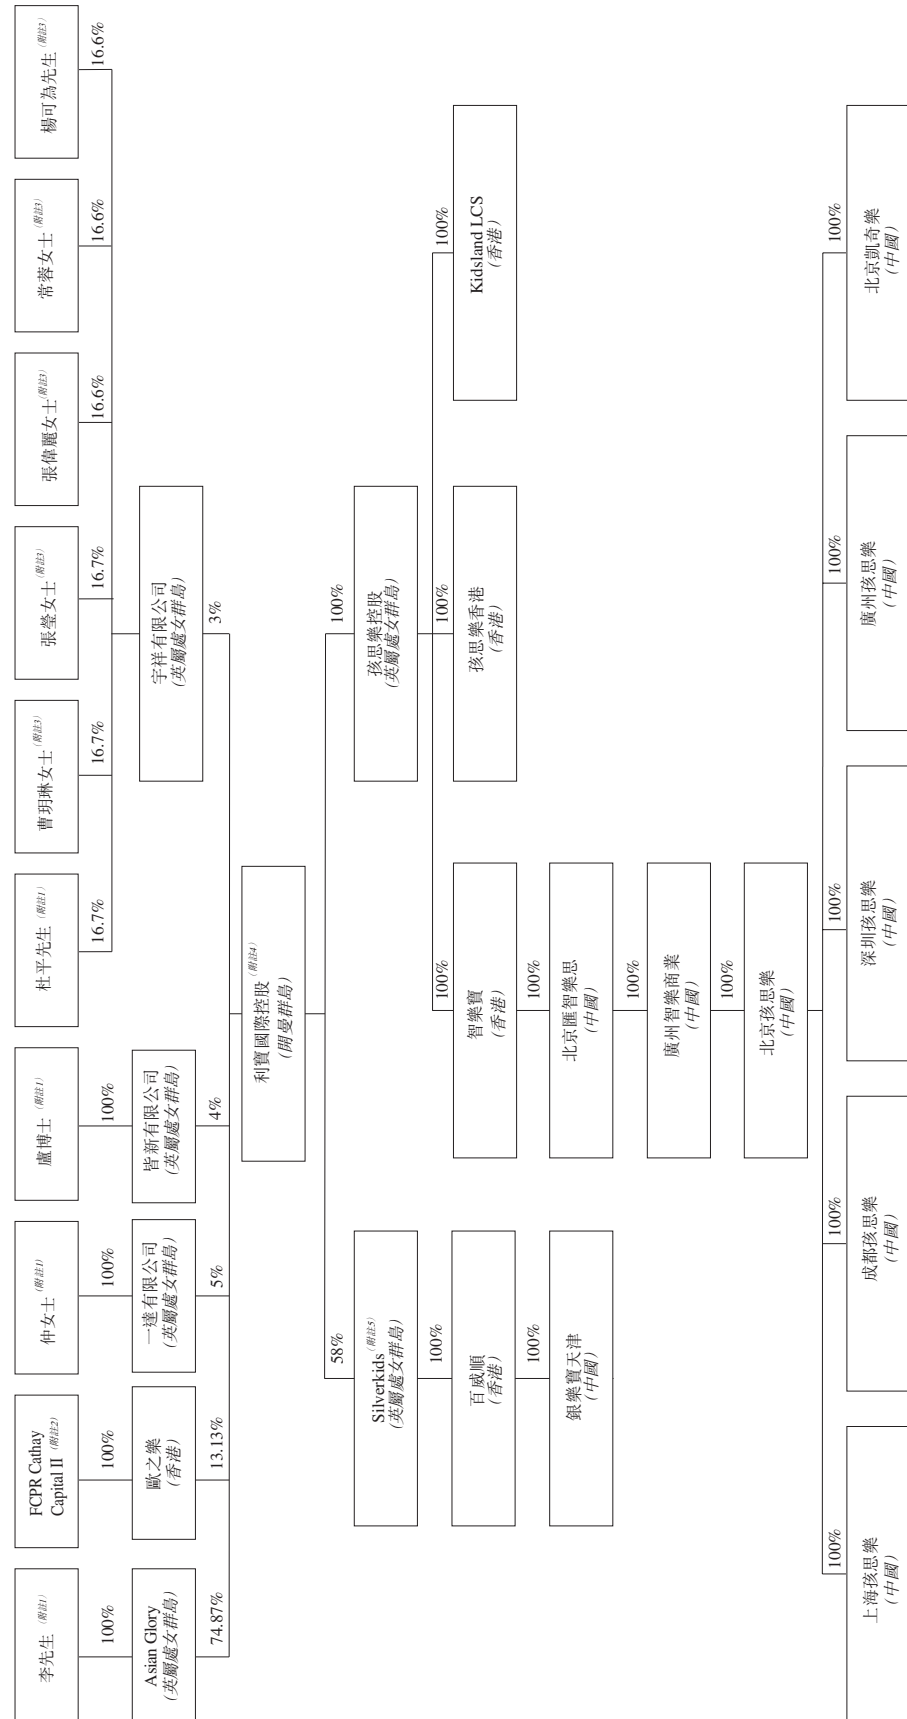 李先生（附註1）
FCPR Cathay
Capital II（附註2）
仲女士（附註1）
盧博士（附註1）
杜平先生（附註1）
曹玥琳女士（附註3）
張瑩女士（附註3）
張偉麗女士（附註3）
常蓉女士（附註3）
楊可為先生（附註3）
100%
100%
100%
100%
16.7%
16.7%
16.7%
16.6%
16.6%
16.6%
Asian Glory
（英屬處女群島）
歐之樂
（香港）
一達有限公司
（英屬處女群島）
皆新有限公司
（英屬處女群島）
宇祥有限公司
（英屬處女群島）
74.87%
13.13%
5%
4%
3%
利寶國際控股（附註4）
（開曼群島）
58%
100%
Silverkids（附註5）
（英屬處女群島）
孩思樂控股
（英屬處女群島）
100%
100%
100%
100%
百威順
（香港）
智樂寶
（香港）
孩思樂香港
（香港）
Kidsland LCS
（香港）
100%
100%
銀樂寶天津
（中國）
北京匯智樂思
（中國）
100%
廣州智樂商業
（中國）
100%
北京孩思樂
（中國）
100%
100%
100%
100%
100%
上海孩思樂
（中國）
成都孩思樂
（中國）
深圳孩思樂
（中國）
廣州孩思樂
（中國）
北京凱奇樂
（中國）